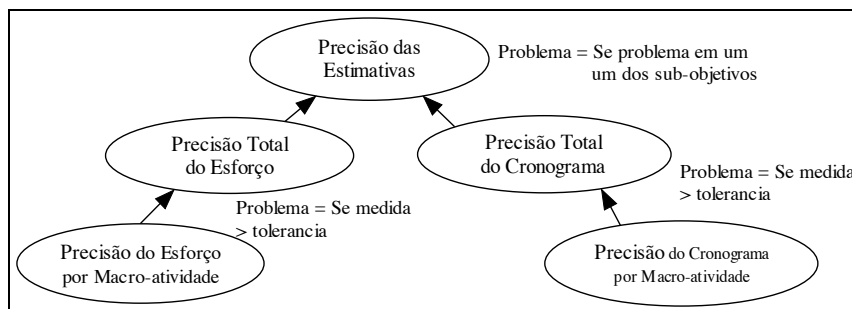 Precisão das
Estimativas
Problema = Se problema em um
um dos sub-objetivos
Precisão Total
do Esforço
Precisão Total
do Cronograma
Problema = Se medida
> tolerancia
Problema = Se medida
> tolerancia
Precisão do Esforço
por Macro-atividade
Precisão do Cronograma
por Macro-atividade